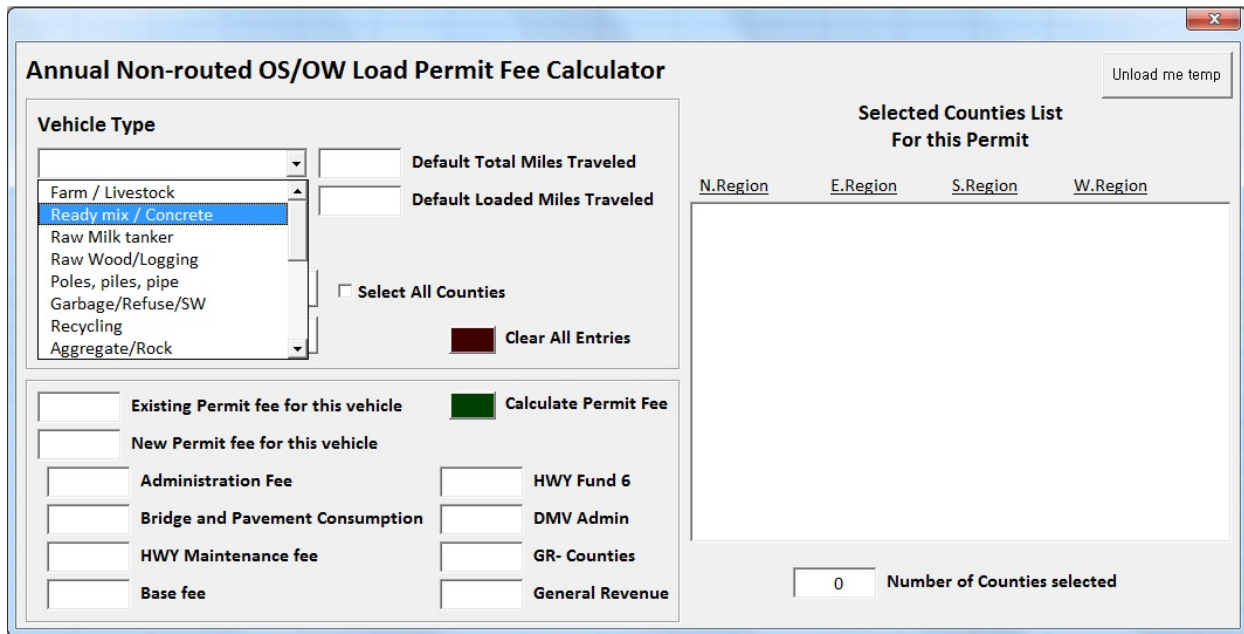 x
Annual Non-routed OS/OW Load Permit Fee Calculator
Unload me temp
Vehicle Type
Default Total Miles Traveled
Default Loaded Miles Traveled
Farm / Livestock
Ready mix / Concrete
Raw Milk tanker
Raw Wood/Logging
Poles, piles, pipe
Garbage/Refuse/SW
Recycling
Aggregate/Rock
Select All Counties
Clear All Entries
Existing Permit fee for this vehicle
Calculate Permit Fee
New Permit fee for this vehicle
Administration Fee
HWY Fund 6
Bridge and Pavement Consumption
DMV Admin
HWY Maintenance fee
GR- Counties
Base fee
General Revenue
Selected Counties List
For this Permit
N.Region E.Region S.Region W.Region
0 Number of Counties selected